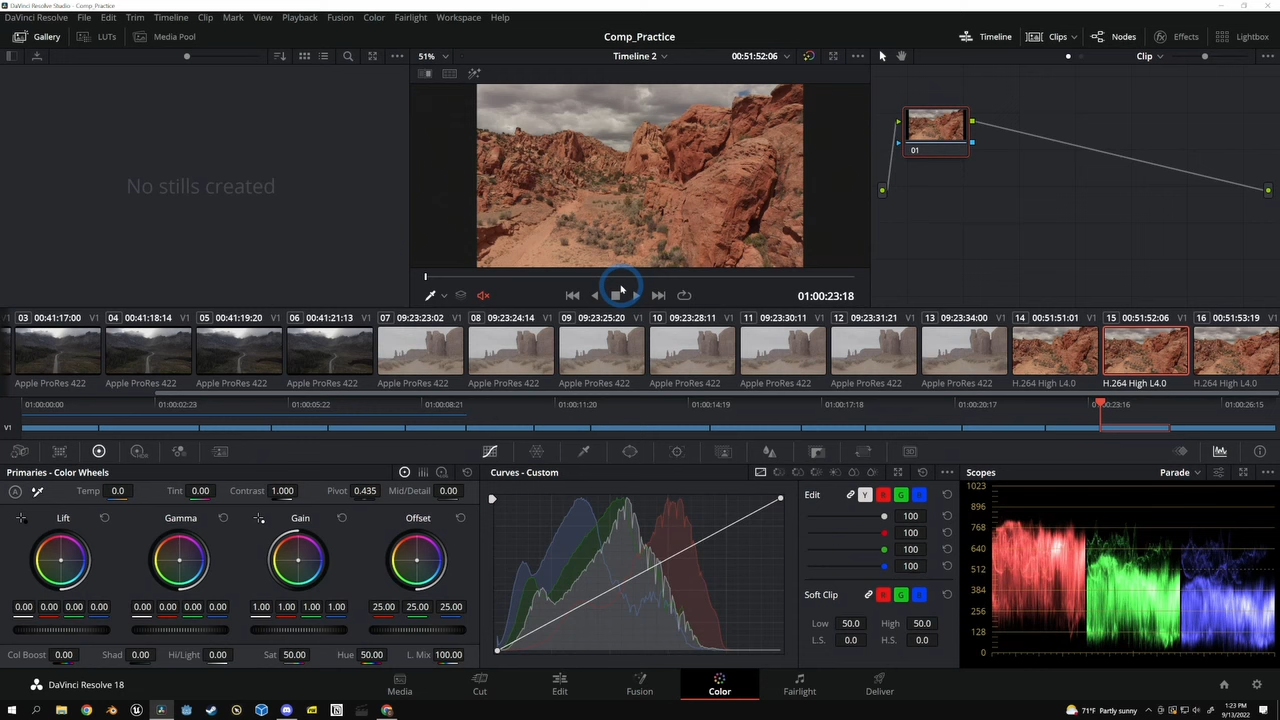 DaVinci Resolve Studio - Comp_Practice
DaVinci Resolve File Edit Trim Timeline Clip Mark View Playback Fusion Color Fairlight Workspace Help
Gallery LUTs Media Pool Comp_Practice Timeline Clips Nodes Effects Lightbox
51% Timeline 2 00:51:52:06 Clip
No stills created
01
01:00:23:18
03 00:41:17:00 V1 04 00:41:18:14 V1 05 00:41:19:20 V1 06 00:41:21:13 V1 07 09:23:23:02 V1 08 09:23:24:14 V1 09 09:23:25:20 V1 10 09:23:28:11 V1 11 09:23:30:11 V1 12 09:23:31:21 V1 13 09:23:34:00 V1 14 00:51:51:01 V1 15 00:51:52:06 V1 16 00:51:53:19 V1
Apple ProRes 422 Apple ProRes 422 Apple ProRes 422 Apple ProRes 422 Apple ProRes 422 Apple ProRes 422 Apple ProRes 422 Apple ProRes 422 Apple ProRes 422 Apple ProRes 422 Apple ProRes 422 H.264 High L4.0 H.264 High L4.0 H.264 High L4.0
01:00:00:00 01:00:02:23 01:00:05:22 01:00:08:21 01:00:11:20 01:00:14:19 01:00:17:18 01:00:20:17 01:00:23:16 01:00:26:15
V1
Primaries - Color Wheels Curves - Custom Scopes Parade
Temp 0.0 Tint 0.00 Contrast 1.000 Pivot 0.435 Mid/Detail 0.00 Edit Y R G B
Lift Gamma Gain Offset
100
100
100
100
Soft Clip R G B
0.00 0.00 0.00 0.00 0.00 0.00 0.00 0.00 1.00 1.00 1.00 1.00 25.00 25.00 25.00
Low 50.0 High 50.0
L.S. 0.0 H.S. 0.0
Col Boost 0.00 Shad 0.00 Hi/Light 0.00 Sat 50.00 Hue 50.00 L. Mix 100.00
1023
896
768
640
512
384
256
128
0
DaVinci Resolve 18 Media Cut Edit Fusion Color Fairlight Deliver
71°F Partly sunny 1:23 PM
9/13/2022